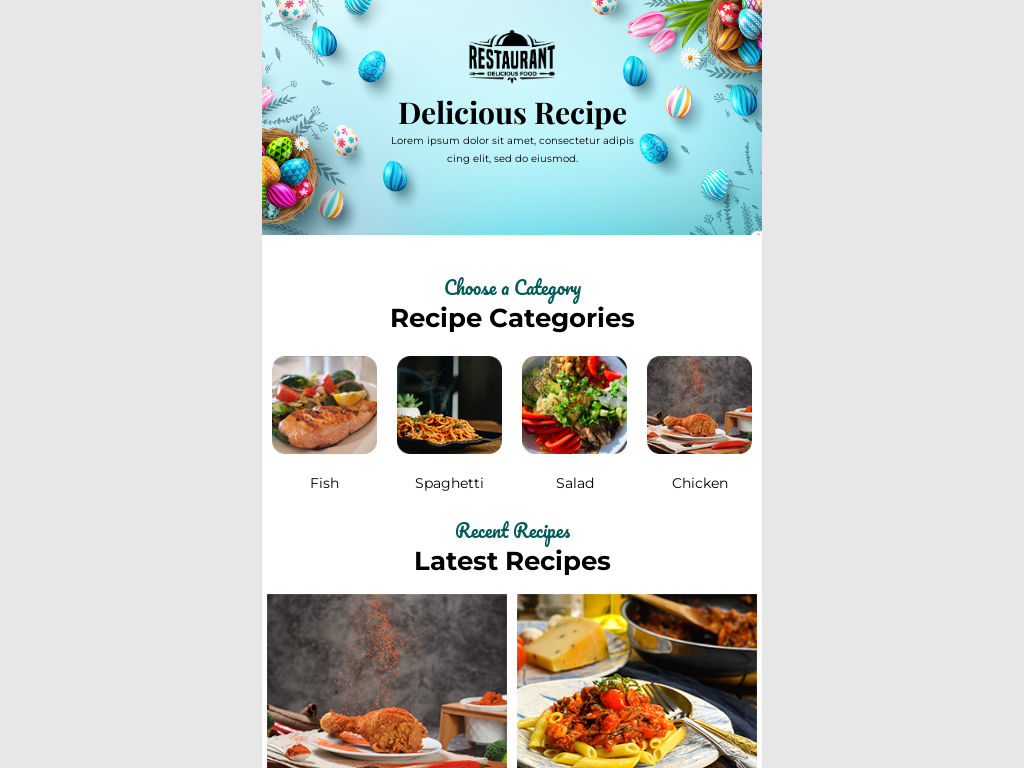 RESTAURANT
DELICIOUS FOOD
Delicious Recipe
Lorem ipsum dolor sit amet, consectetur adipis
cing elit, sed do eiusmod.
Choose a Category
Recipe Categories
Fish
Spaghetti
Salad
Chicken
Recent Recipes
Latest Recipes